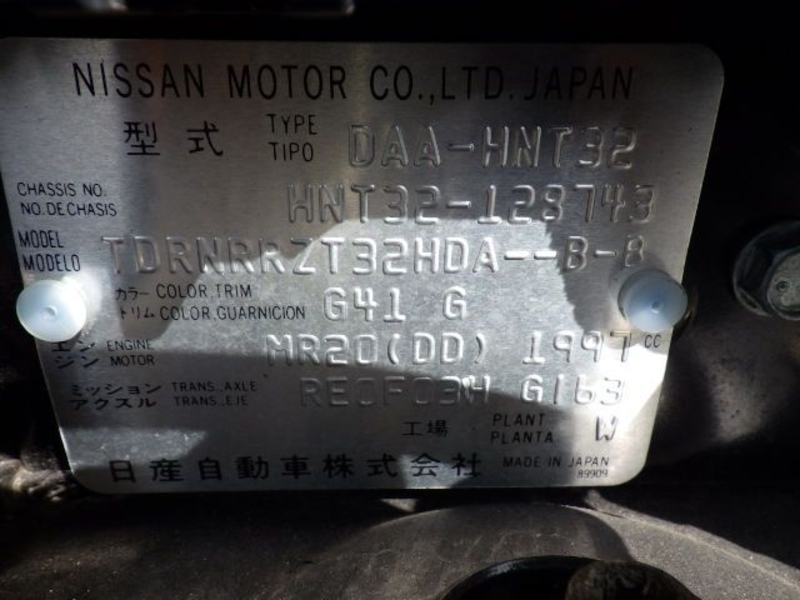 NISSAN MOTOR CO.,LTD. JAPAN
型式 TYPE TIPO DAA-HNT32
CHASSIS NO. NO. DE CHASIS HNT32-128743
MODEL MODELO TDRNRRZT32HDA--B-B
カラー COLOR, TRIM トリム COLOR, GUARNICION G41 G
エンジン ENGINE MOTOR MR20(DD) 1997 CC
ミッション TRANS., AXLE アクスル TRANS., EJE RE0F03H G163
工場 PLANT PLANTA W
日産自動車株式会社 MADE IN JAPAN
89909